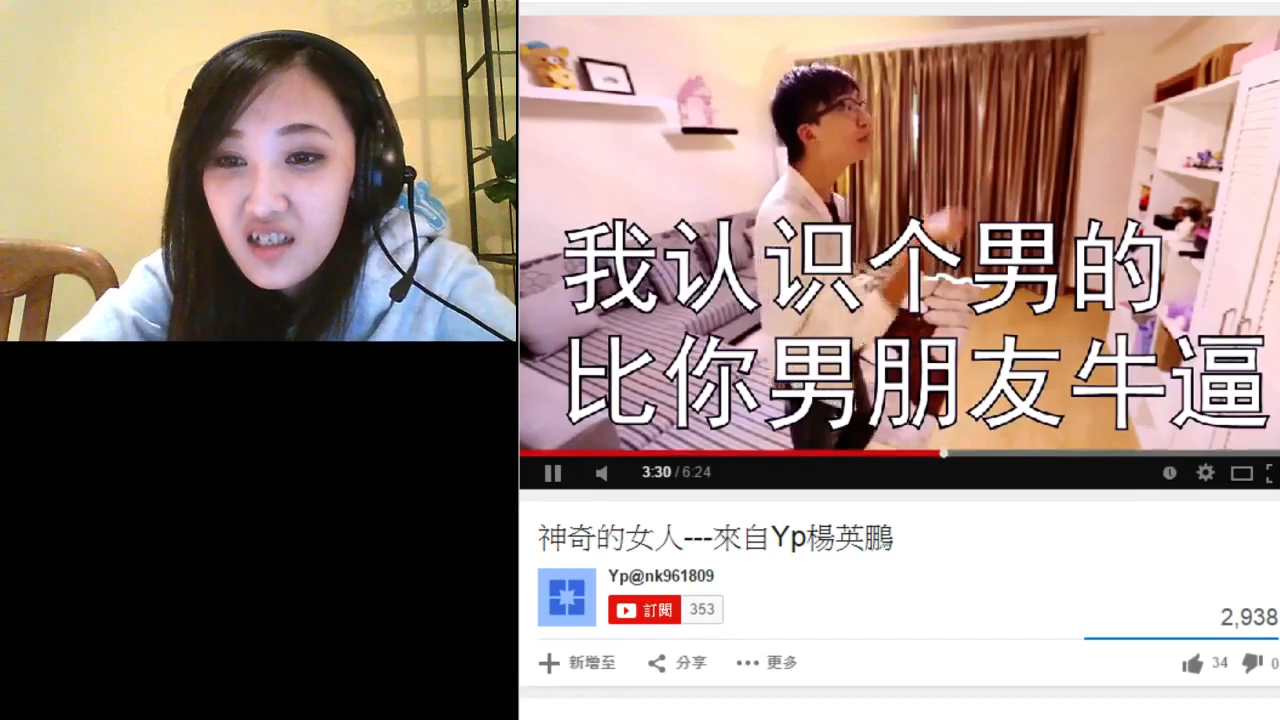 我认识个男的
比你男朋友牛逼
3:30 / 6:24
神奇的女人---來自Yp楊英鵬
Yp@nk961809
訂閱 353
2,938
新增至 分享 更多 34 0